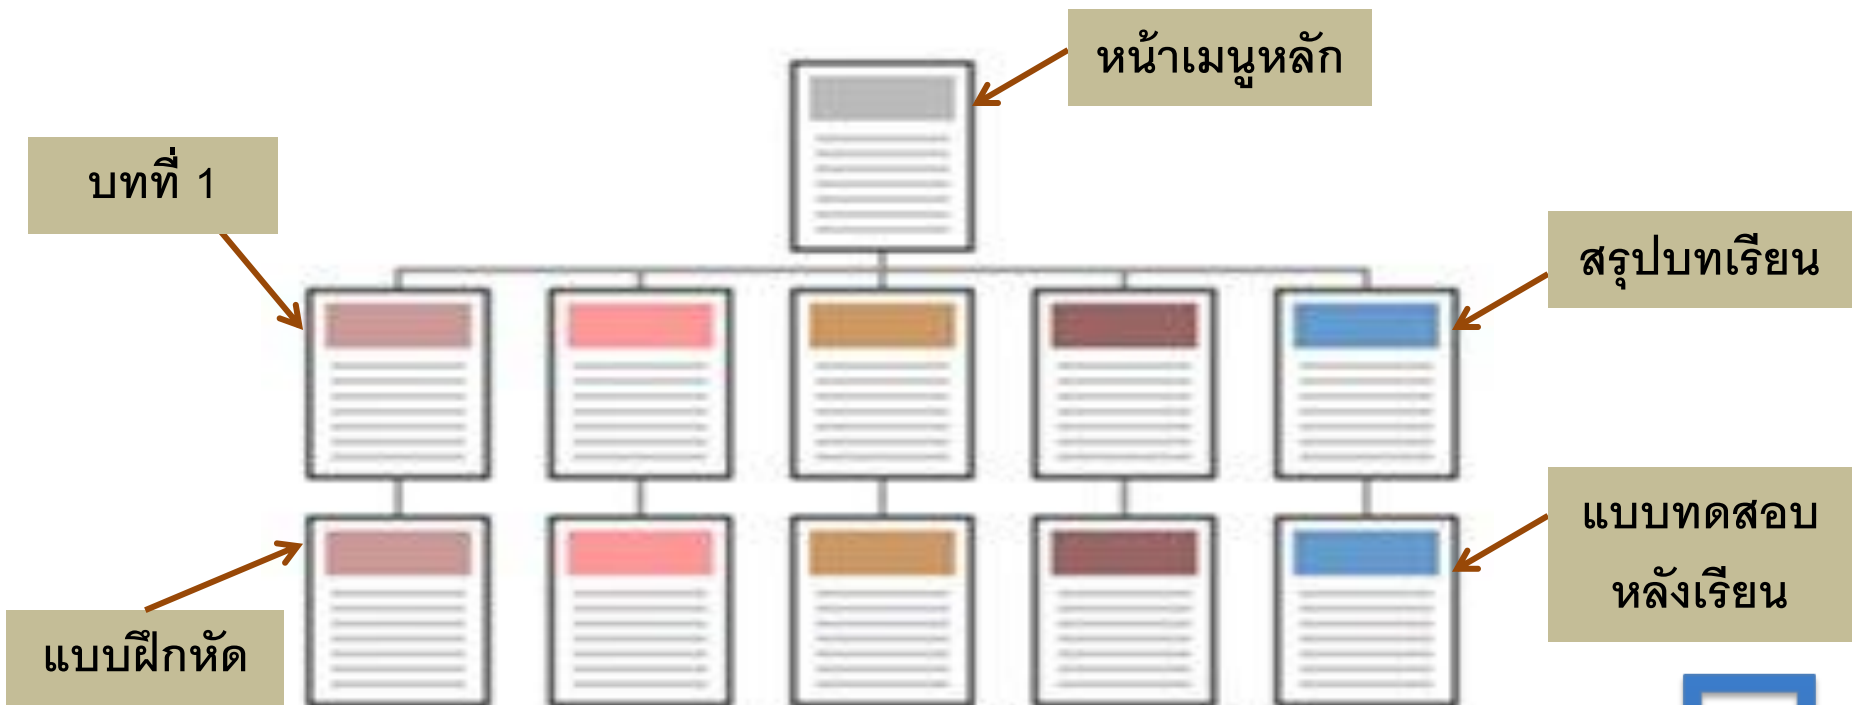 หน้าเมนูหลัก
บทที่ 1
สรุปบทเรียน
แบบทดสอบ
หลังเรียน
แบบฝึกหัด